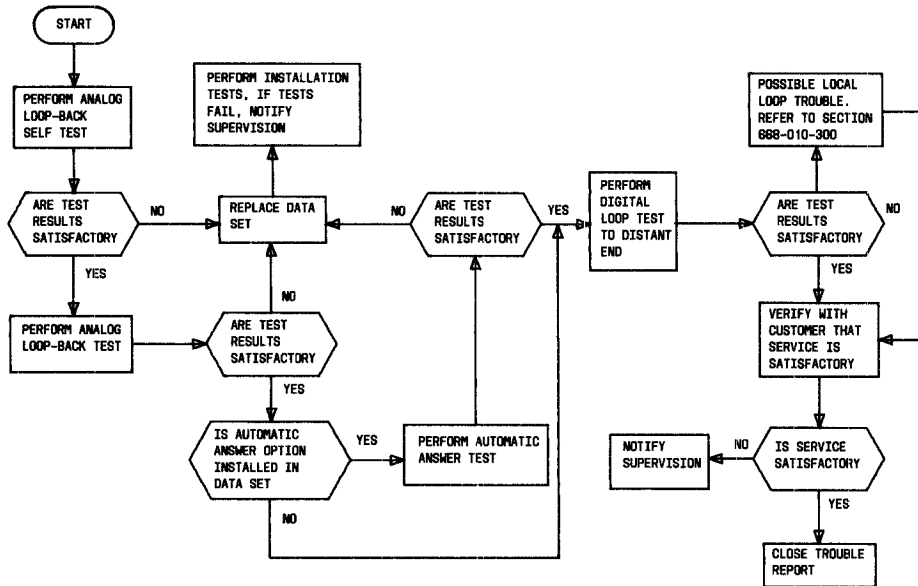 START
PERFORM ANALOG
LOOP-BACK
SELF TEST
ARE TEST
RESULTS
SATISFACTORY
NO
YES
PERFORM ANALOG
LOOP-BACK TEST
PERFORM INSTALLATION
TESTS, IF TESTS
FAIL, NOTIFY
SUPERVISION
REPLACE DATA
SET
NO
ARE TEST
RESULTS
SATISFACTORY
YES
IS AUTOMATIC
ANSWER OPTION
INSTALLED IN
DATA SET
YES
NO
PERFORM AUTOMATIC
ANSWER TEST
NO
ARE TEST
RESULTS
SATISFACTORY
YES
PERFORM
DIGITAL
LOOP TEST
TO DISTANT
END
POSSIBLE LOCAL
LOOP TROUBLE.
REFER TO SECTION
668-010-300
ARE TEST
RESULTS
SATISFACTORY
NO
YES
VERIFY WITH
CUSTOMER THAT
SERVICE IS
SATISFACTORY
IS SERVICE
SATISFACTORY
NO
NOTIFY
SUPERVISION
YES
CLOSE TROUBLE
REPORT